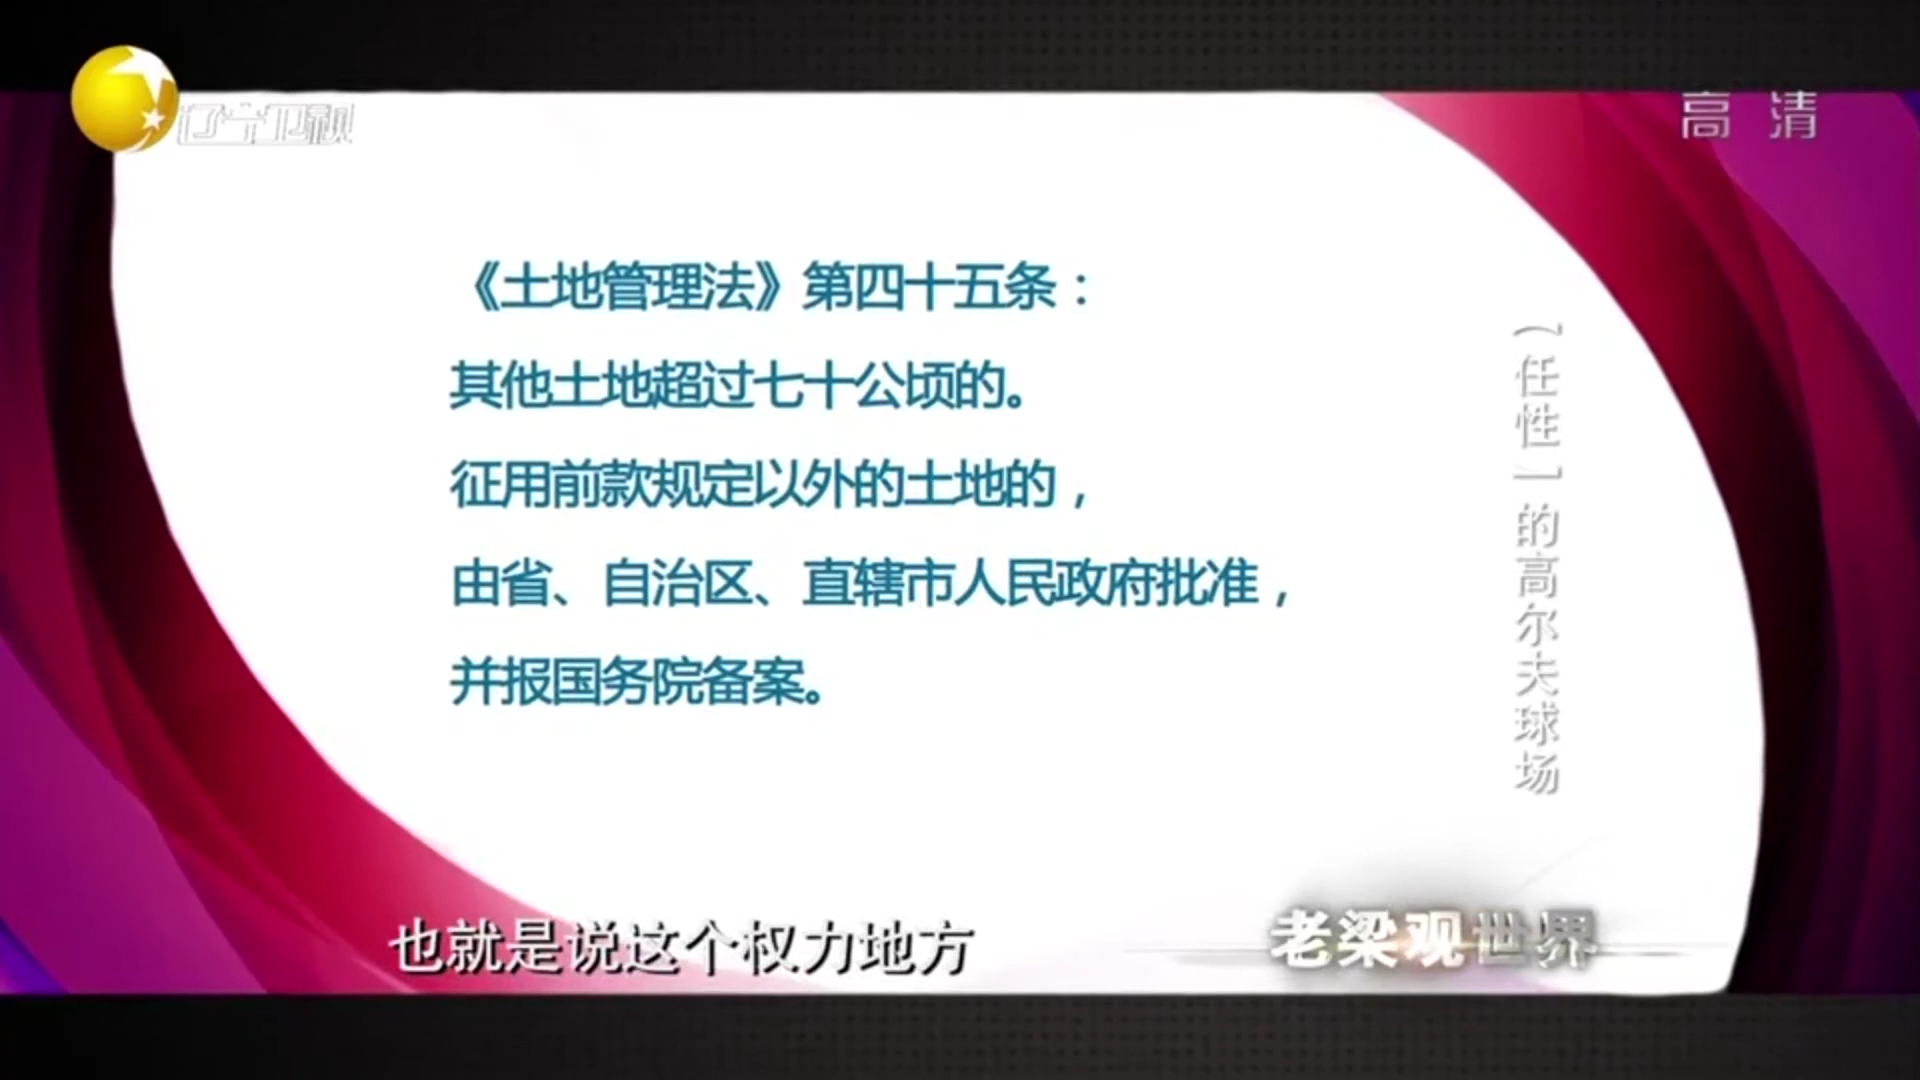 辽宁卫视
高清
《土地管理法》第四十五条：
其他土地超过七十公顷的。
征用前款规定以外的土地的，
由省、自治区、直辖市人民政府批准，
并报国务院备案。
「任性」的高尔夫球场
也就是说这个权力地方
老梁观世界